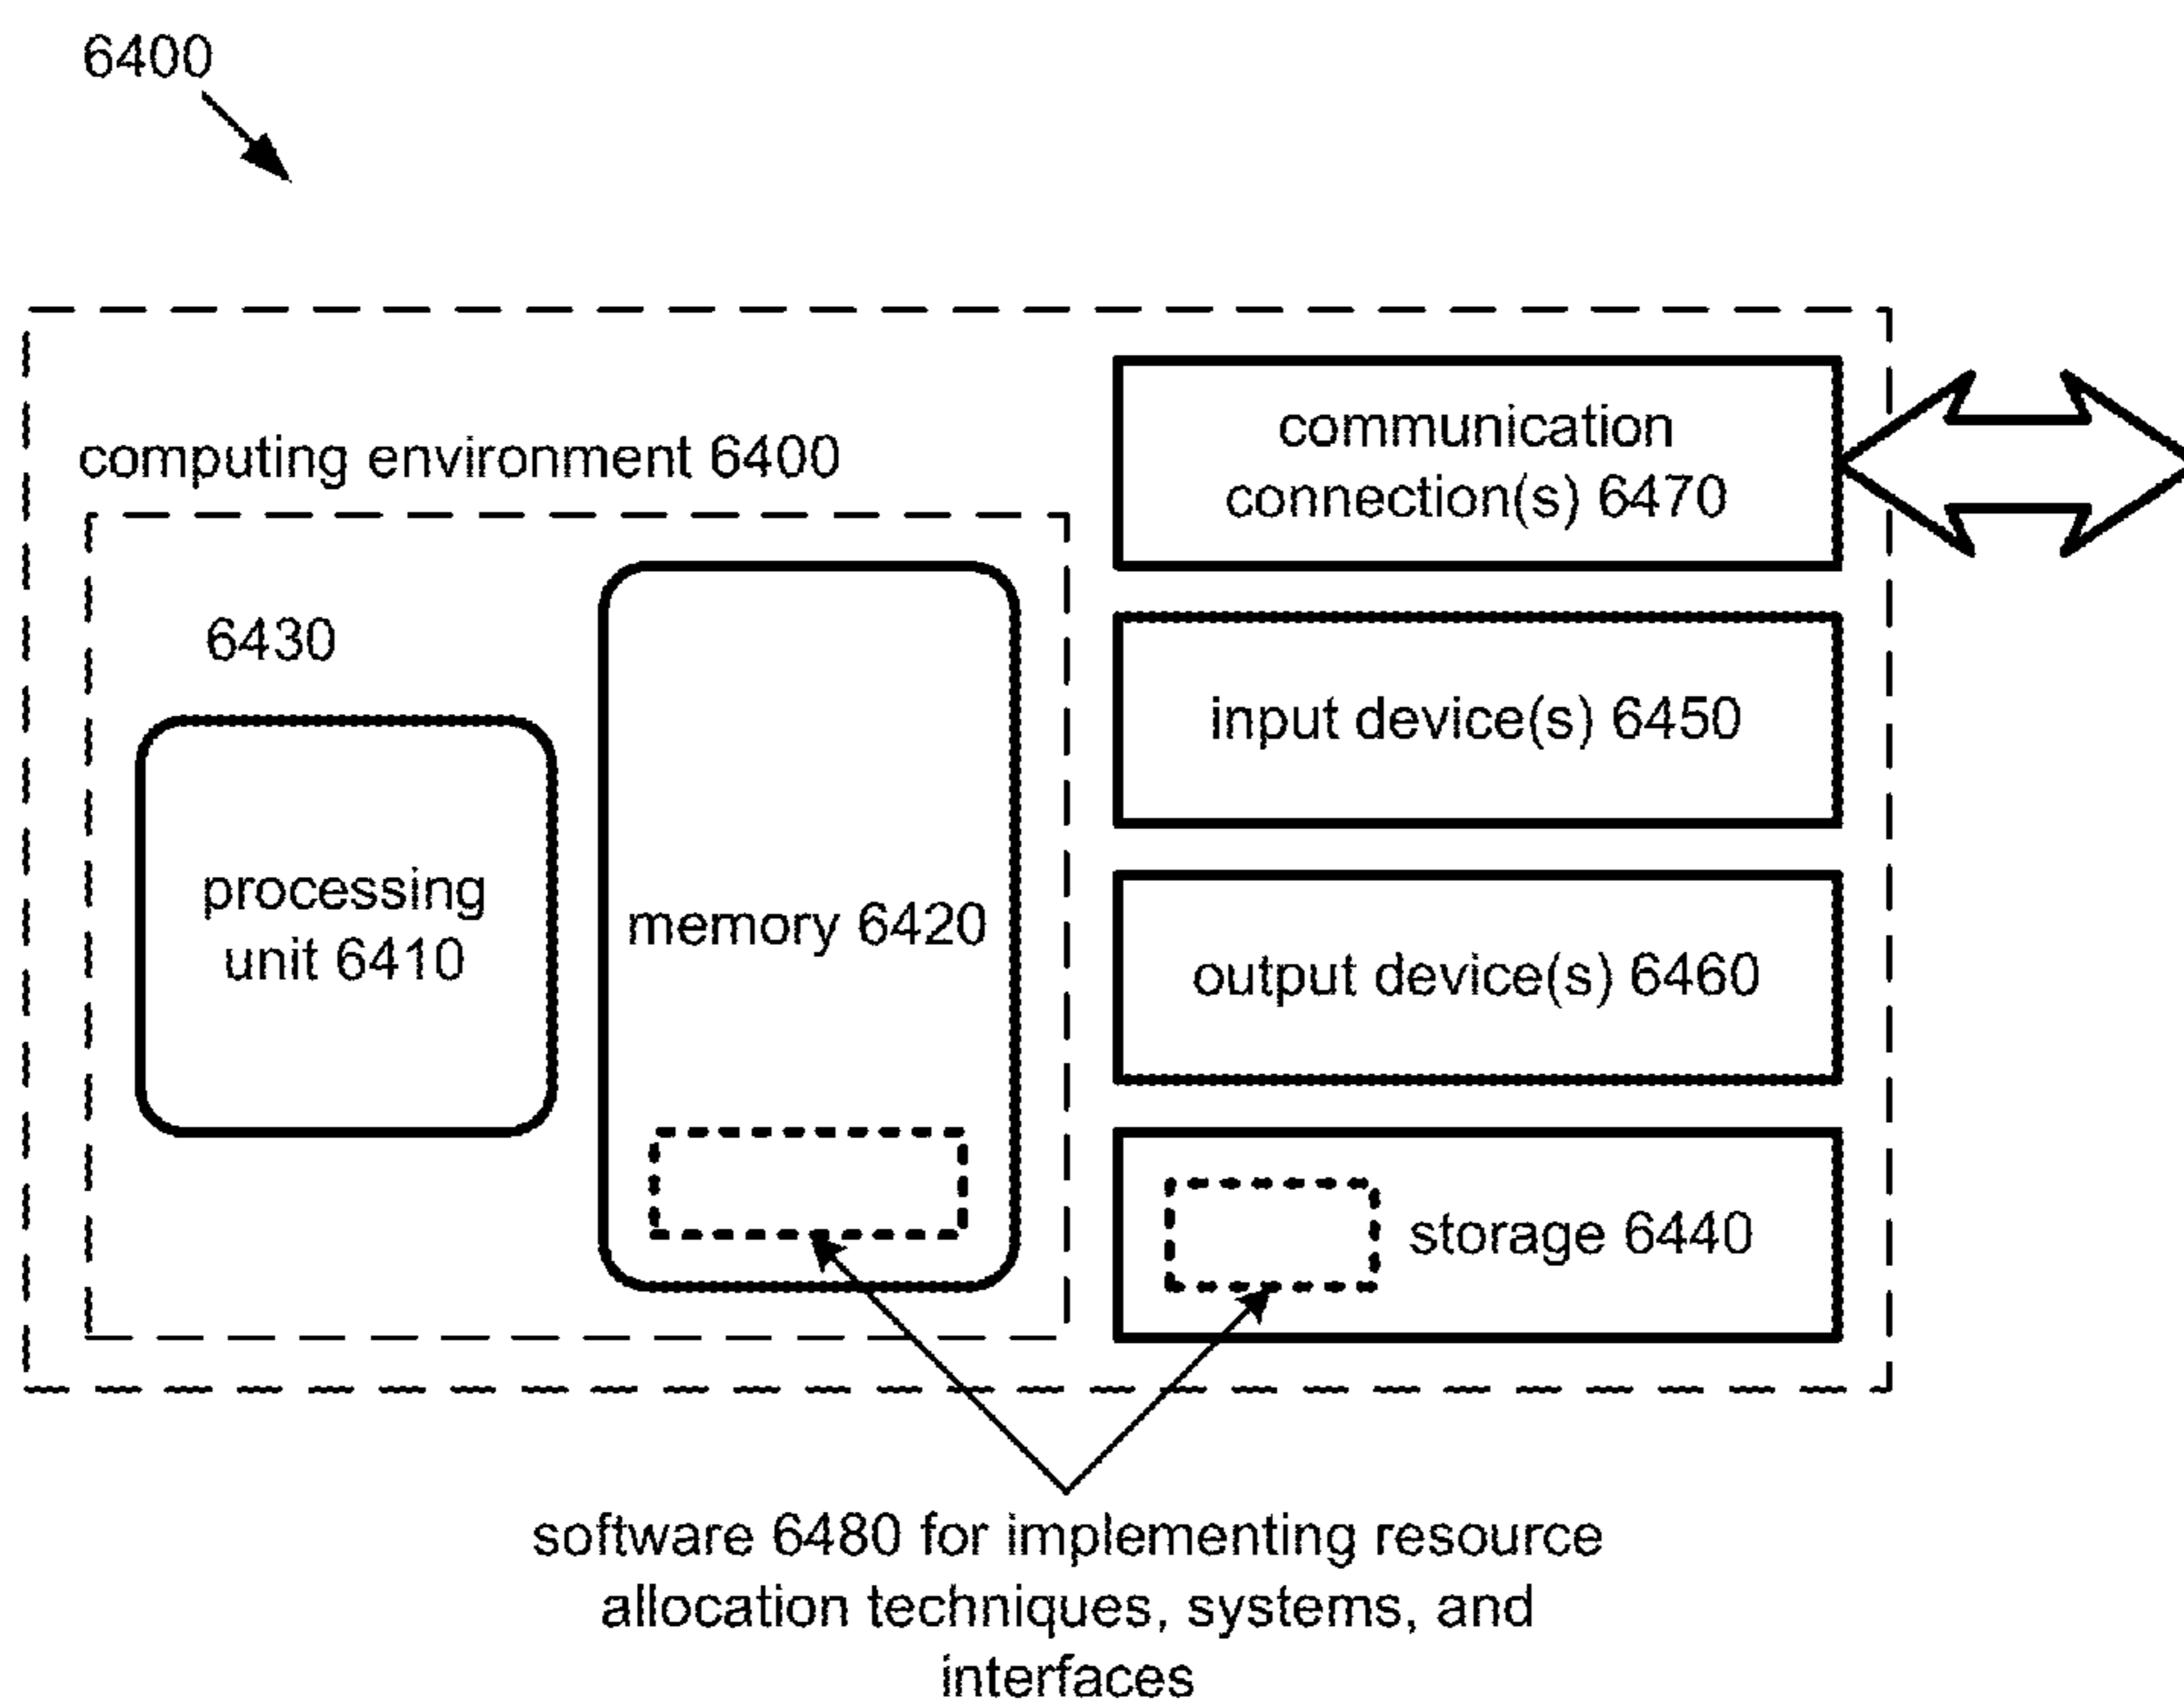 6400
computing environment 6400
communication
connection(s) 6470
6430
input device(s) 6450
processing
unit 6410
memory 6420
output device(s) 6460
storage 6440
software 6480 for implementing resource
allocation techniques, systems, and
interfaces